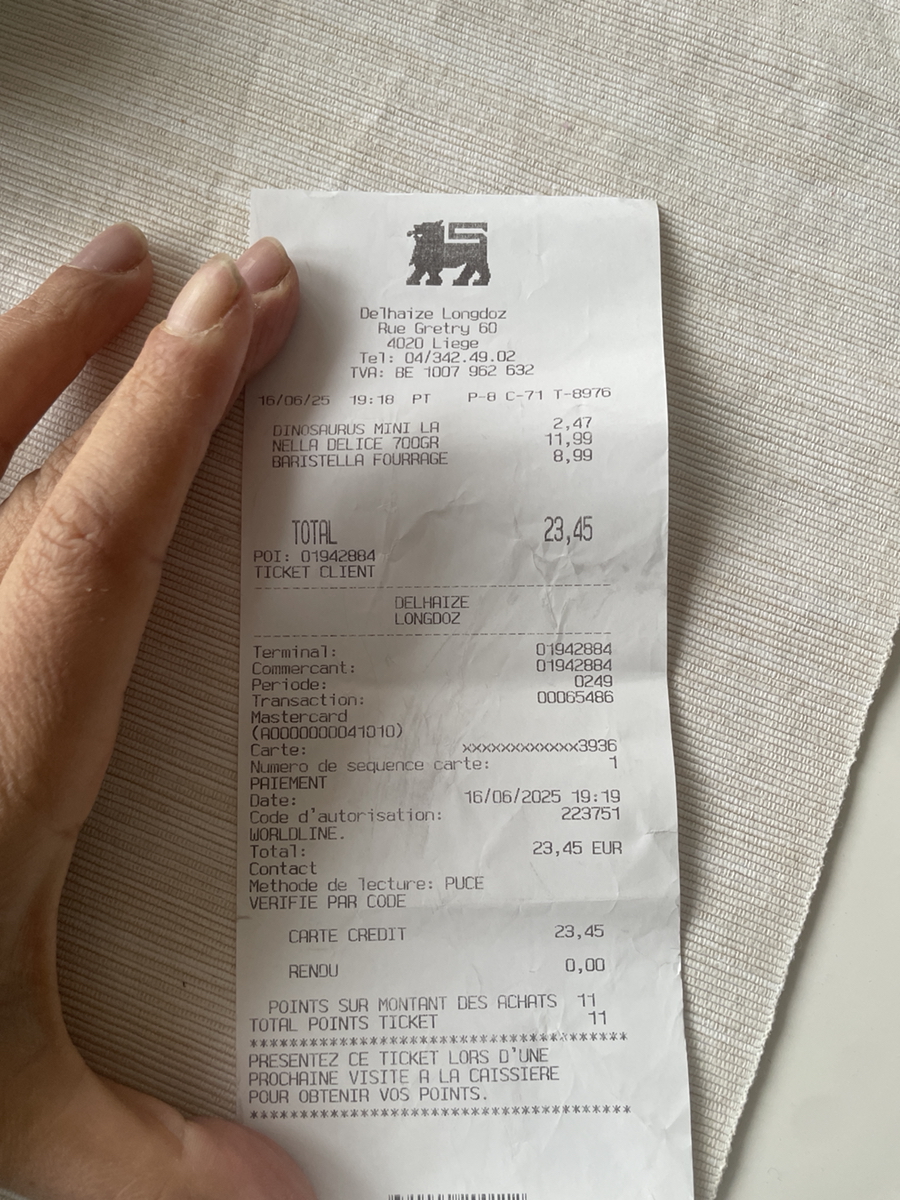 Delhaize Longdoz
Rue Gretry 60
4020 Liege
Tel: 04/342.49.02
TVA: BE 1007 962 632
16/06/25 19:18 PT P-8 C-71 T-8976
DINOSAURUS MINI LA 2,47
NELLA DELICE 700GR 11,99
BARISTELLA FOURRAGE 8,99
TOTAL 23,45
POI: 01942884
TICKET CLIENT
DELHAIZE
LONGDOZ
Terminal: 01942884
Commercant: 01942884
Periode: 0249
Transaction: 00065486
Mastercard
(A0000000041010)
Carte: xxxxxxxxxxxxx3936
Numero de sequence carte: 1
PAIEMENT
Date: 16/06/2025 19:19
Code d'autorisation: 223751
WORLDLINE.
Total: 23,45 EUR
Contact
Methode de lecture: PUCE
VERIFIE PAR CODE
CARTE CREDIT 23,45
RENDU 0,00
POINTS SUR MONTANT DES ACHATS 11
TOTAL POINTS TICKET 11
**************************************
PRESENTEZ CE TICKET LORS D'UNE
PROCHAINE VISITE A LA CAISSIERE
POUR OBTENIR VOS POINTS.
**************************************